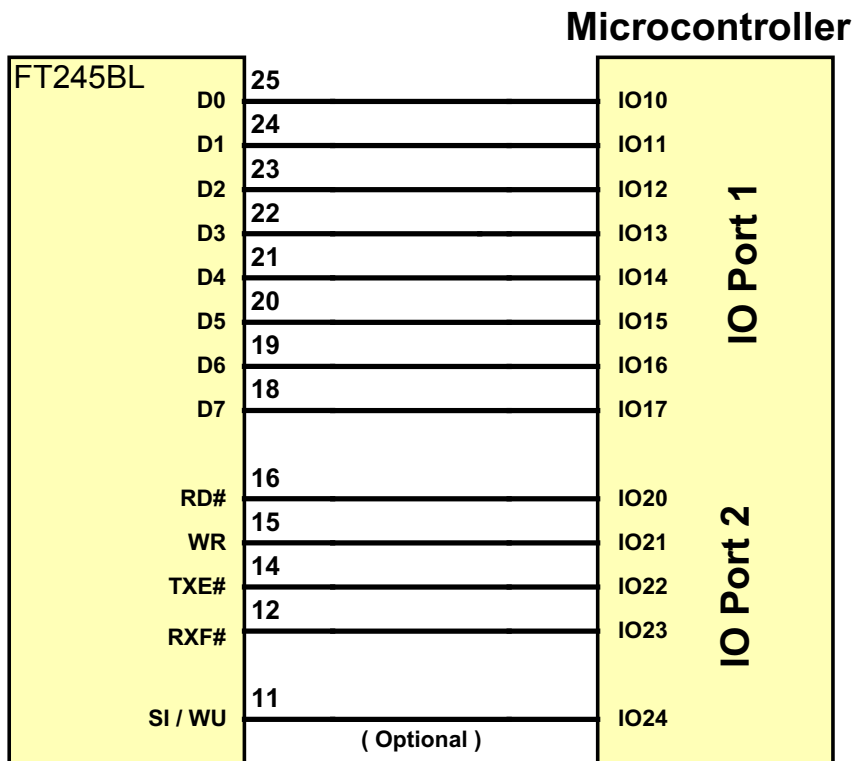 Microcontroller
FT245BL
D0 25 IO10
D1 24 IO11
D2 23 IO12
D3 22 IO13
D4 21 IO14
D5 20 IO15
D6 19 IO16
D7 18 IO17
IO Port 1
RD# 16 IO20
WR 15 IO21
TXE# 14 IO22
RXF# 12 IO23
IO Port 2
SI / WU 11 IO24
( Optional )